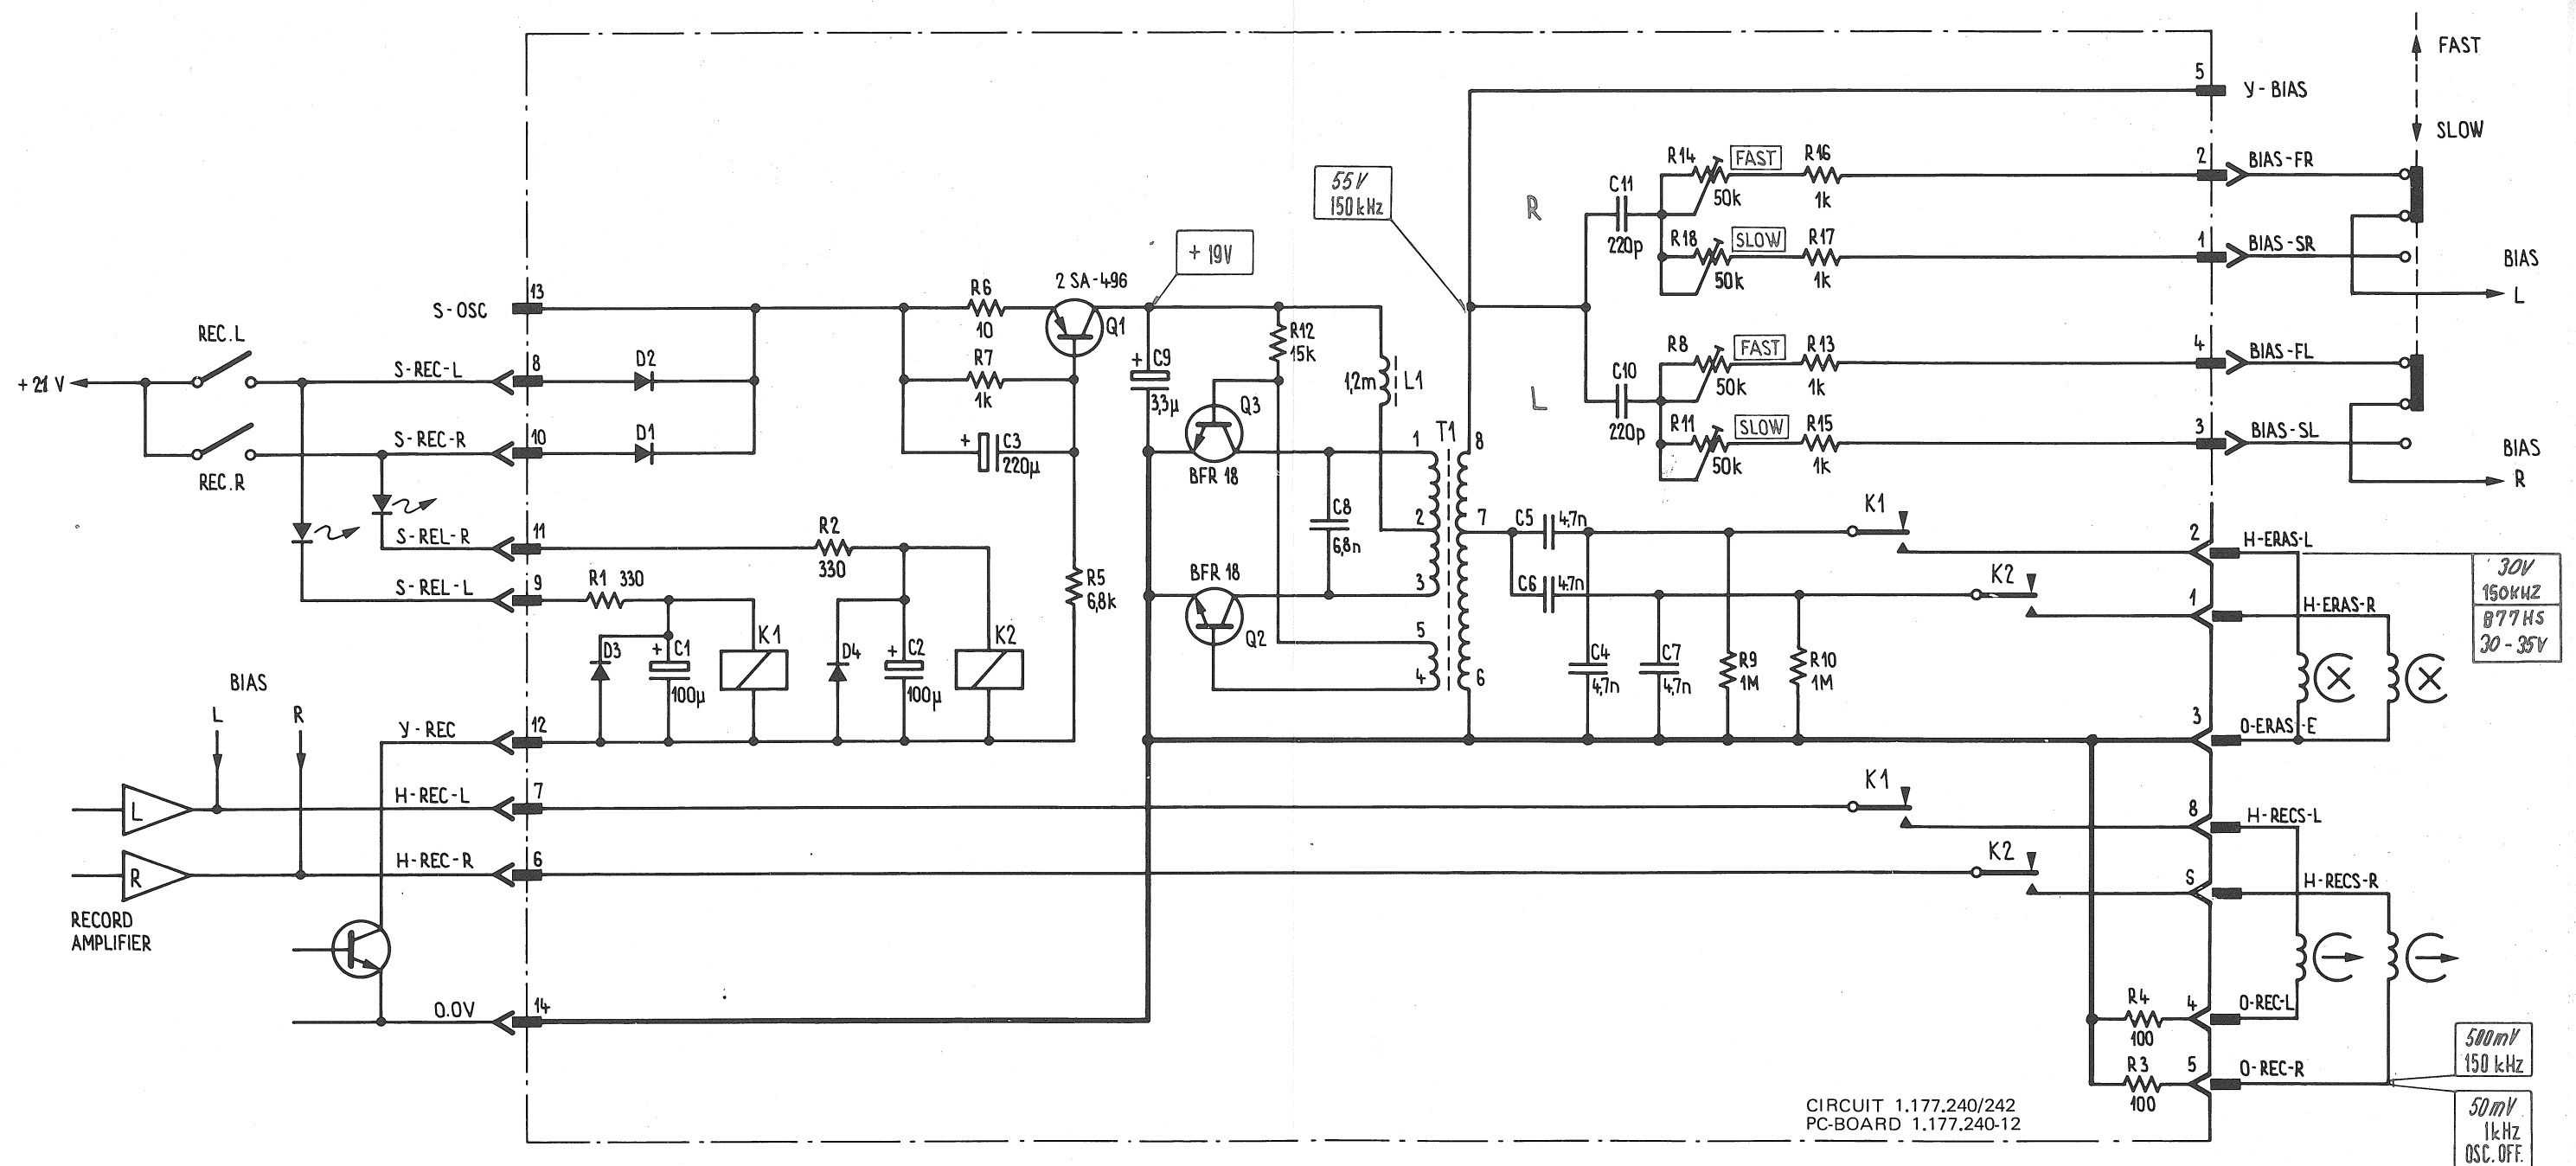 FAST
SLOW
5
Y-BIAS
2
BIAS-FR
R14
FAST
50k
R16
1k
C11
220p
R18
SLOW
50k
R17
1k
1
BIAS-SR
BIAS
L
R
55V
150kHz
+ 19V
S-OSC
13
R6
10
2 SA-496
Q1
R7
1k
C3
+
220µ
+
C9
3,3µ
R12
15k
1,2m
L1
REC.L
+ 21 V
S-REC-L
8
D2
S-REC-R
10
D1
REC.R
Q3
BFR 18
C8
6,8n
T1
1
2
3
5
4
8
7
6
L
C10
220p
R8
FAST
50k
R13
1k
4
BIAS-FL
R11
SLOW
50k
R15
1k
3
BIAS-SL
BIAS
R
S-REL-R
11
R2
330
S-REL-L
9
R1 330
D3
+
C1
100µ
K1
D4
+
C2
100µ
K2
R5
6,8k
BFR 18
Q2
C5
4,7n
C6
4,7n
C4
4,7n
C7
4,7n
R9
1M
R10
1M
K1
K2
2
H-ERAS-L
1
H-ERAS-R
30V
150KHZ
B77HS
30-35V
3
0-ERAS-E
BIAS
L
R
Y-REC
12
L
H-REC-L
7
K1
8
H-RECS-L
R
H-REC-R
6
K2
S
H-RECS-R
RECORD
AMPLIFIER
0.0V
14
R4
100
4
0-REC-L
R3
100
5
0-REC-R
500mV
150 kHz
50mV
1kHz
OSC.OFF.
CIRCUIT 1.177.240/242
PC-BOARD 1.177.240-12